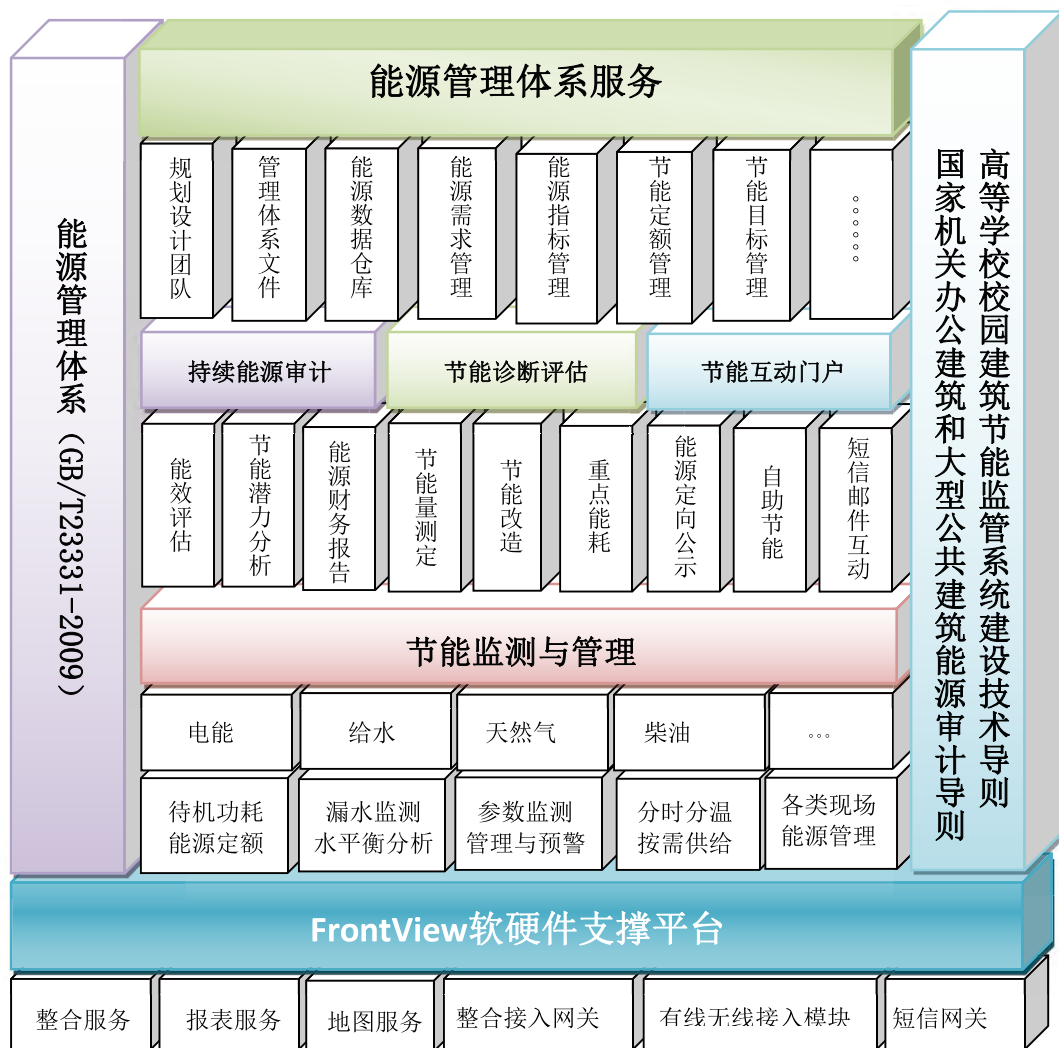 能源管理体系服务
规划设计团队
管理体系文件
能源数据仓库
能源需求管理
能源指标管理
节能定额管理
节能目标管理
。。。。。。
持续能源审计
节能诊断评估
节能互动门户
能效评估
节能潜力分析
能源财务报告
节能量测定
节能改造
重点能耗
能源定向公示
自助节能
短信邮件互动
节能监测与管理
电能
给水
天然气
柴油
。。。
待机功耗
能源定额
漏水监测
水平衡分析
参数监测
管理与预警
分时分温
按需供给
各类现场
能源管理
能源管理体系（GB/T23331-2009）
高等学校校园建筑节能监管系统建设技术导则
国家机关办公建筑和大型公共建筑能源审计导则
FrontView软硬件支撑平台
整合服务
报表服务
地图服务
整合接入网关
有线无线接入模块
短信网关